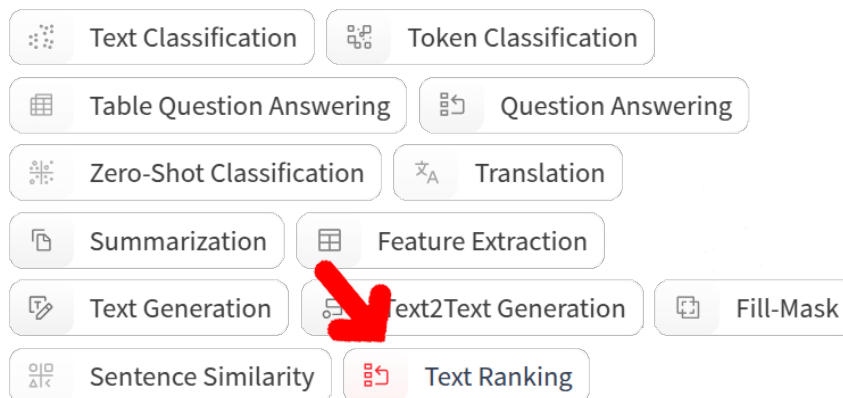 Text Classification Token Classification
Table Question Answering Question Answering
Zero-Shot Classification Translation
Summarization Feature Extraction
Text Generation Text2Text Generation Fill-Mask
Sentence Similarity Text Ranking